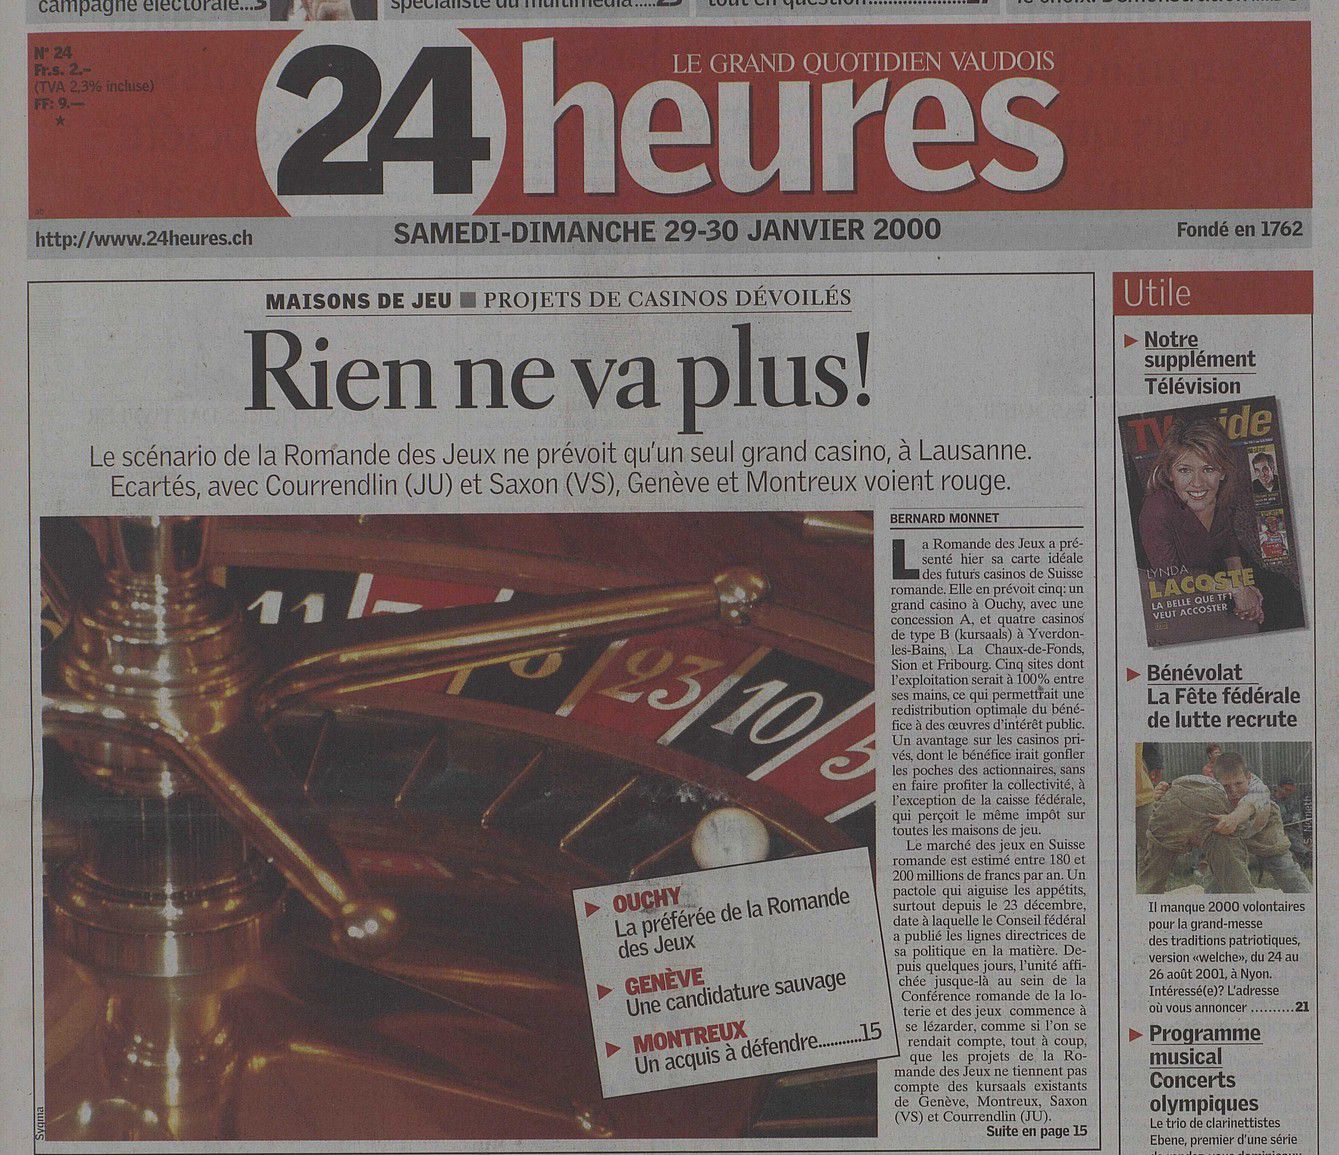 campagne électorale...3
spécialiste du multimédia.....25
tout en question
N° 24
Fr.s. 2.-
(TVA 2,3% incluse)
FF: 9.—
LE GRAND QUOTIDIEN VAUDOIS
24 heures
http://www.24heures.ch
SAMEDI-DIMANCHE 29-30 JANVIER 2000
Fondé en 1762
MAISONS DE JEU ■ PROJETS DE CASINOS DÉVOILÉS
Rien ne va plus!
Le scénario de la Romande des Jeux ne prévoit qu'un seul grand casino, à Lausanne.
Ecartés, avec Courrendlin (JU) et Saxon (VS), Genève et Montreux voient rouge.
11
6
23
10
5
OUCHY
La préférée de la Romande
des Jeux
GENÈVE
Une candidature sauvage
MONTREUX
Un acquis à défendre...........15
Sygma
BERNARD MONNET
La Romande des Jeux a pré-
senté hier sa carte idéale
des futurs casinos de Suisse
romande. Elle en prévoit cinq: un
grand casino à Ouchy, avec une
concession A, et quatre casinos
de type B (kursaals) à Yverdon-
les-Bains, La Chaux-de-Fonds,
Sion et Fribourg. Cinq sites dont
l'exploitation serait à 100% entre
ses mains, ce qui permettrait une
redistribution optimale du béné-
fice à des œuvres d'intérêt public.
Un avantage sur les casinos pri-
vés, dont le bénéfice irait gonfler
les poches des actionnaires, sans
en faire profiter la collectivité, à
l'exception de la caisse fédérale,
qui perçoit le même impôt sur
toutes les maisons de jeu.
Le marché des jeux en Suisse
romande est estimé entre 180 et
200 millions de francs par an. Un
pactole qui aiguise les appétits,
surtout depuis le 23 décembre,
date à laquelle le Conseil fédéral
a publié les lignes directrices de
sa politique en la matière. De-
puis quelques jours, l'unité affi-
chée jusque-là au sein de la
Conférence romande de la lo-
terie et des jeux commence à
se lézarder, comme si l'on se
rendait compte, tout à coup,
que les projets de la Ro-
mande des Jeux ne tiennent pas
compte des kursaals existants
de Genève, Montreux, Saxon
(VS) et Courrendlin (JU).
Suite en page 15
Utile
Notre
supplément
Télévision
LYNDA
LACOSTE
LA BELLE QUE TF1
VEUT ACCOSTER
Bénévolat
La Fête fédérale
de lutte recrute
Il manque 2000 volontaires
pour la grand-messe
des traditions patriotiques,
version «welche», du 24 au
26 août 2001, à Nyon.
Intéressé(e)? L'adresse
où vous annoncer ..........21
Programme
musical
Concerts
olympiques
Le trio de clarinettistes
Ebene, premier d'une série